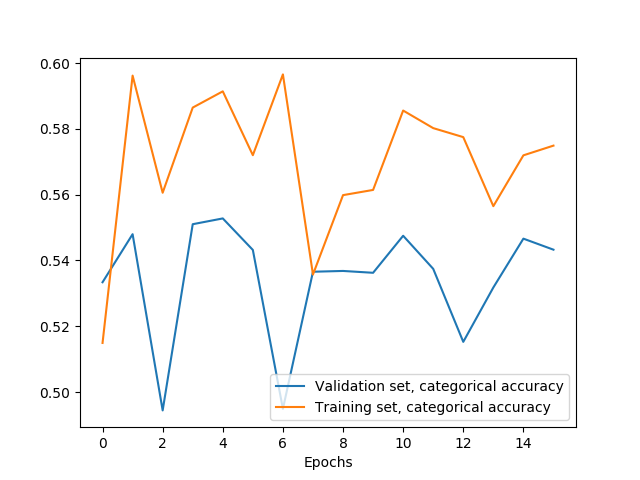 0.60
0.58
0.56
0.54
0.52
0.50
Validation set, categorical accuracy
Training set, categorical accuracy
0 2 4 6 8 10 12 14
Epochs